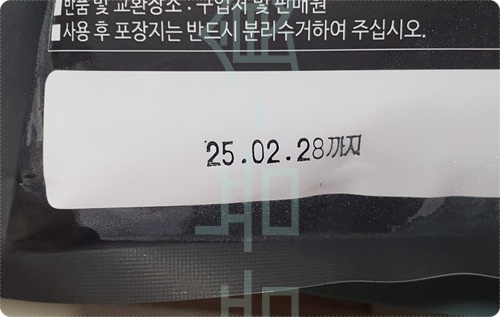 ■반품 및 교환장소 : 구입처 및 판매원
■사용 후 포장지는 반드시 분리수거하여 주십시오.
25.02.28까지